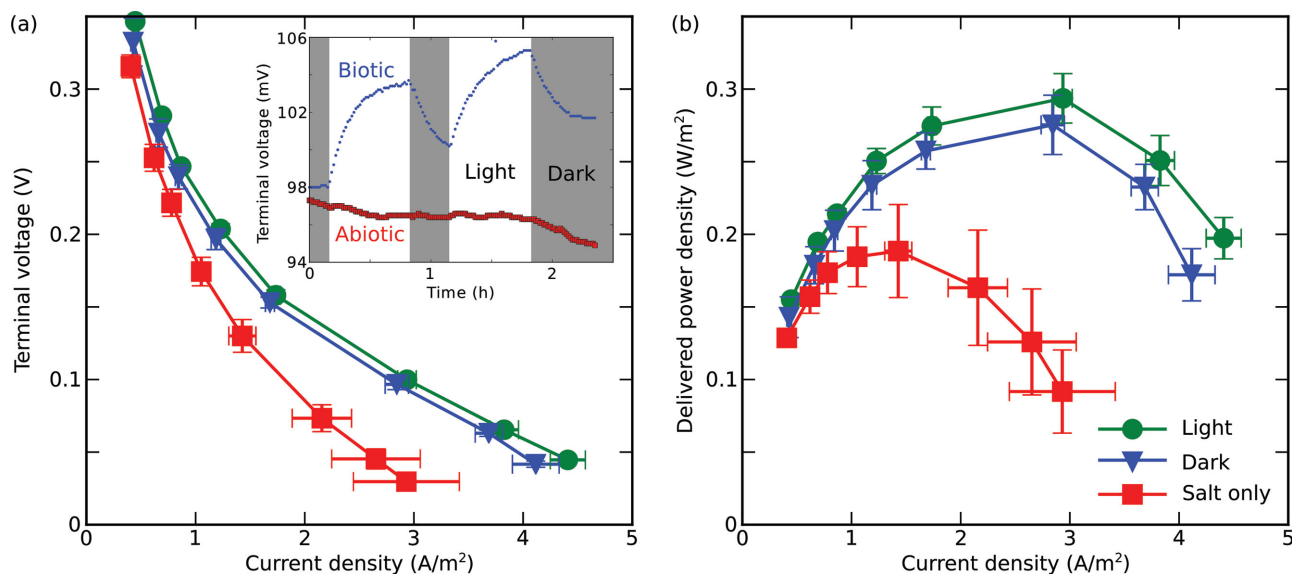 (a)
Terminal voltage (V)
0.3
0.2
0.1
0
0 1 2 3 4 5
Current density (A/m²)
106
104
102
100
98
96
94
Terminal voltage (mV)
Biotic
Light
Dark
Abiotic
0 1 2
Time (h)
(b)
Delivered power density (W/m²)
0.3
0.2
0.1
0
0 1 2 3 4 5
Current density (A/m²)
Light
Dark
Salt only